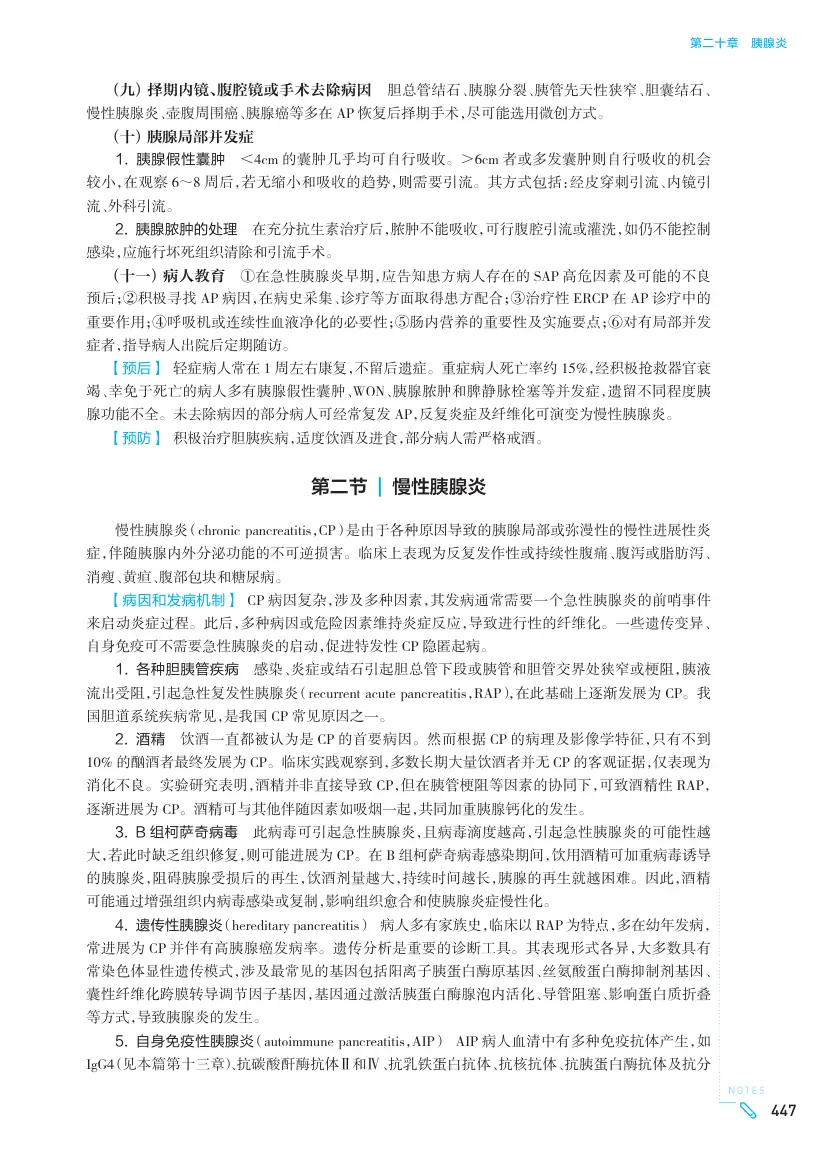 第二十章 胰腺炎
(九) 择期内镜、腹腔镜或手术去除病因 胆总管结石、胰腺分裂、胰管先天性狭窄、胆囊结石、
慢性胰腺炎、壶腹周围癌、胰腺癌等多在 AP 恢复后择期手术,尽可能选用微创方式。
(十) 胰腺局部并发症
1. 胰腺假性囊肿 <4cm 的囊肿几乎均可自行吸收。>6cm 者或多发囊肿则自行吸收的机会
较小,在观察 6～8 周后,若无缩小和吸收的趋势,则需要引流。其方式包括:经皮穿刺引流、内镜引
流、外科引流。
2. 胰腺脓肿的处理 在充分抗生素治疗后,脓肿不能吸收,可行腹腔引流或灌洗,如仍不能控制
感染,应施行坏死组织清除和引流手术。
(十一) 病人教育 ①在急性胰腺炎早期,应告知患方病人存在的 SAP 高危因素及可能的不良
预后;②积极寻找 AP 病因,在病史采集、诊疗等方面取得患方配合;③治疗性 ERCP 在 AP 诊疗中的
重要作用;④呼吸机或连续性血液净化的必要性;⑤肠内营养的重要性及实施要点;⑥对有局部并发
症者,指导病人出院后定期随访。
【预后】 轻症病人常在 1 周左右康复,不留后遗症。重症病人死亡率约 15%,经积极抢救器官衰
竭、幸免于死亡的病人多有胰腺假性囊肿、WON、胰腺脓肿和脾静脉栓塞等并发症,遗留不同程度胰
腺功能不全。未去除病因的部分病人可经常复发 AP,反复炎症及纤维化可演变为慢性胰腺炎。
【预防】 积极治疗胆胰疾病,适度饮酒及进食,部分病人需严格戒酒。
第二节 | 慢性胰腺炎
慢性胰腺炎(chronic pancreatitis,CP)是由于各种原因导致的胰腺局部或弥漫性的慢性进展性炎
症,伴随胰腺内外分泌功能的不可逆损害。临床上表现为反复发作性或持续性腹痛、腹泻或脂肪泻、
消瘦、黄疸、腹部包块和糖尿病。
【病因和发病机制】 CP 病因复杂,涉及多种因素,其发病通常需要一个急性胰腺炎的前哨事件
来启动炎症过程。此后,多种病因或危险因素维持炎症反应,导致进行性的纤维化。一些遗传变异、
自身免疫可不需要急性胰腺炎的启动,促进特发性 CP 隐匿起病。
1. 各种胆胰管疾病 感染、炎症或结石引起胆总管下段或胰管和胆管交界处狭窄或梗阻,胰液
流出受阻,引起急性复发性胰腺炎(recurrent acute pancreatitis,RAP),在此基础上逐渐发展为 CP。我
国胆道系统疾病常见,是我国 CP 常见原因之一。
2. 酒精 饮酒一直都被认为是 CP 的首要病因。然而根据 CP 的病理及影像学特征,只有不到
10% 的酗酒者最终发展为 CP。临床实践观察到,多数长期大量饮酒者并无 CP 的客观证据,仅表现为
消化不良。实验研究表明,酒精并非直接导致 CP,但在胰管梗阻等因素的协同下,可致酒精性 RAP,
逐渐进展为 CP。酒精可与其他伴随因素如吸烟一起,共同加重胰腺钙化的发生。
3. B 组柯萨奇病毒 此病毒可引起急性胰腺炎,且病毒滴度越高,引起急性胰腺炎的可能性越
大,若此时缺乏组织修复,则可能进展为 CP。在 B 组柯萨奇病毒感染期间,饮用酒精可加重病毒诱导
的胰腺炎,阻碍胰腺受损后的再生,饮酒剂量越大,持续时间越长,胰腺的再生就越困难。因此,酒精
可能通过增强组织内病毒感染或复制,影响组织愈合和使胰腺炎症慢性化。
4. 遗传性胰腺炎(hereditary pancreatitis) 病人多有家族史,临床以 RAP 为特点,多在幼年发病,
常进展为 CP 并伴有高胰腺癌发病率。遗传分析是重要的诊断工具。其表现形式各异,大多数具有
常染色体显性遗传模式,涉及最常见的基因包括阳离子胰蛋白酶原基因、丝氨酸蛋白酶抑制剂基因、
囊性纤维化跨膜转导调节因子基因,基因通过激活胰蛋白酶腺泡内活化、导管阻塞、影响蛋白质折叠
等方式,导致胰腺炎的发生。
5. 自身免疫性胰腺炎(autoimmune pancreatitis,AIP) AIP 病人血清中有多种免疫抗体产生,如
IgG4(见本篇第十三章)、抗碳酸酐酶抗体Ⅱ和Ⅳ、抗乳铁蛋白抗体、抗核抗体、抗胰蛋白酶抗体及抗分
NOTES
447